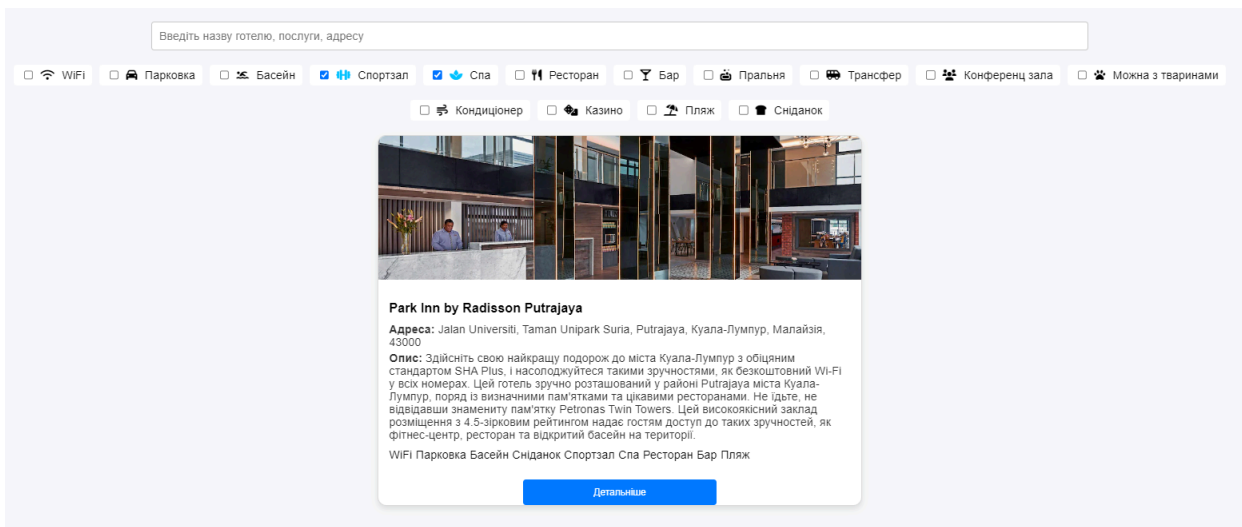 Введіть назву готелю, послуги, адресу
WiFi Парковка Басейн Спортзал Спа Ресторан Бар Пральня Трансфер Конференц зала Можна з тваринами
Кондиціонер Казино Пляж Сніданок
Park Inn by Radisson Putrajaya
Адреса: Jalan Universiti, Taman Unipark Suria, Putrajaya, Куала-Лумпур, Малайзія,
43000
Опис: Здійсніть свою найкращу подорож до міста Куала-Лумпур з обіцяним
стандартом SHA Plus, і насолоджуйтеся такими зручностями, як безкоштовний Wi-Fi
у всіх номерах. Цей готель зручно розташований у районі Putrajaya міста Куала-
Лумпур, поряд із визначними пам'ятками та цікавими ресторанами. Не їдьте, не
відвідавши знамениту пам'ятку Petronas Twin Towers. Цей високоякісний заклад
розміщення з 4.5-зірковим рейтингом надає гостям доступ до таких зручностей, як
фітнес-центр, ресторан та відкритий басейн на території.
WiFi Парковка Басейн Сніданок Спортзал Спа Ресторан Бар Пляж
Детальніше